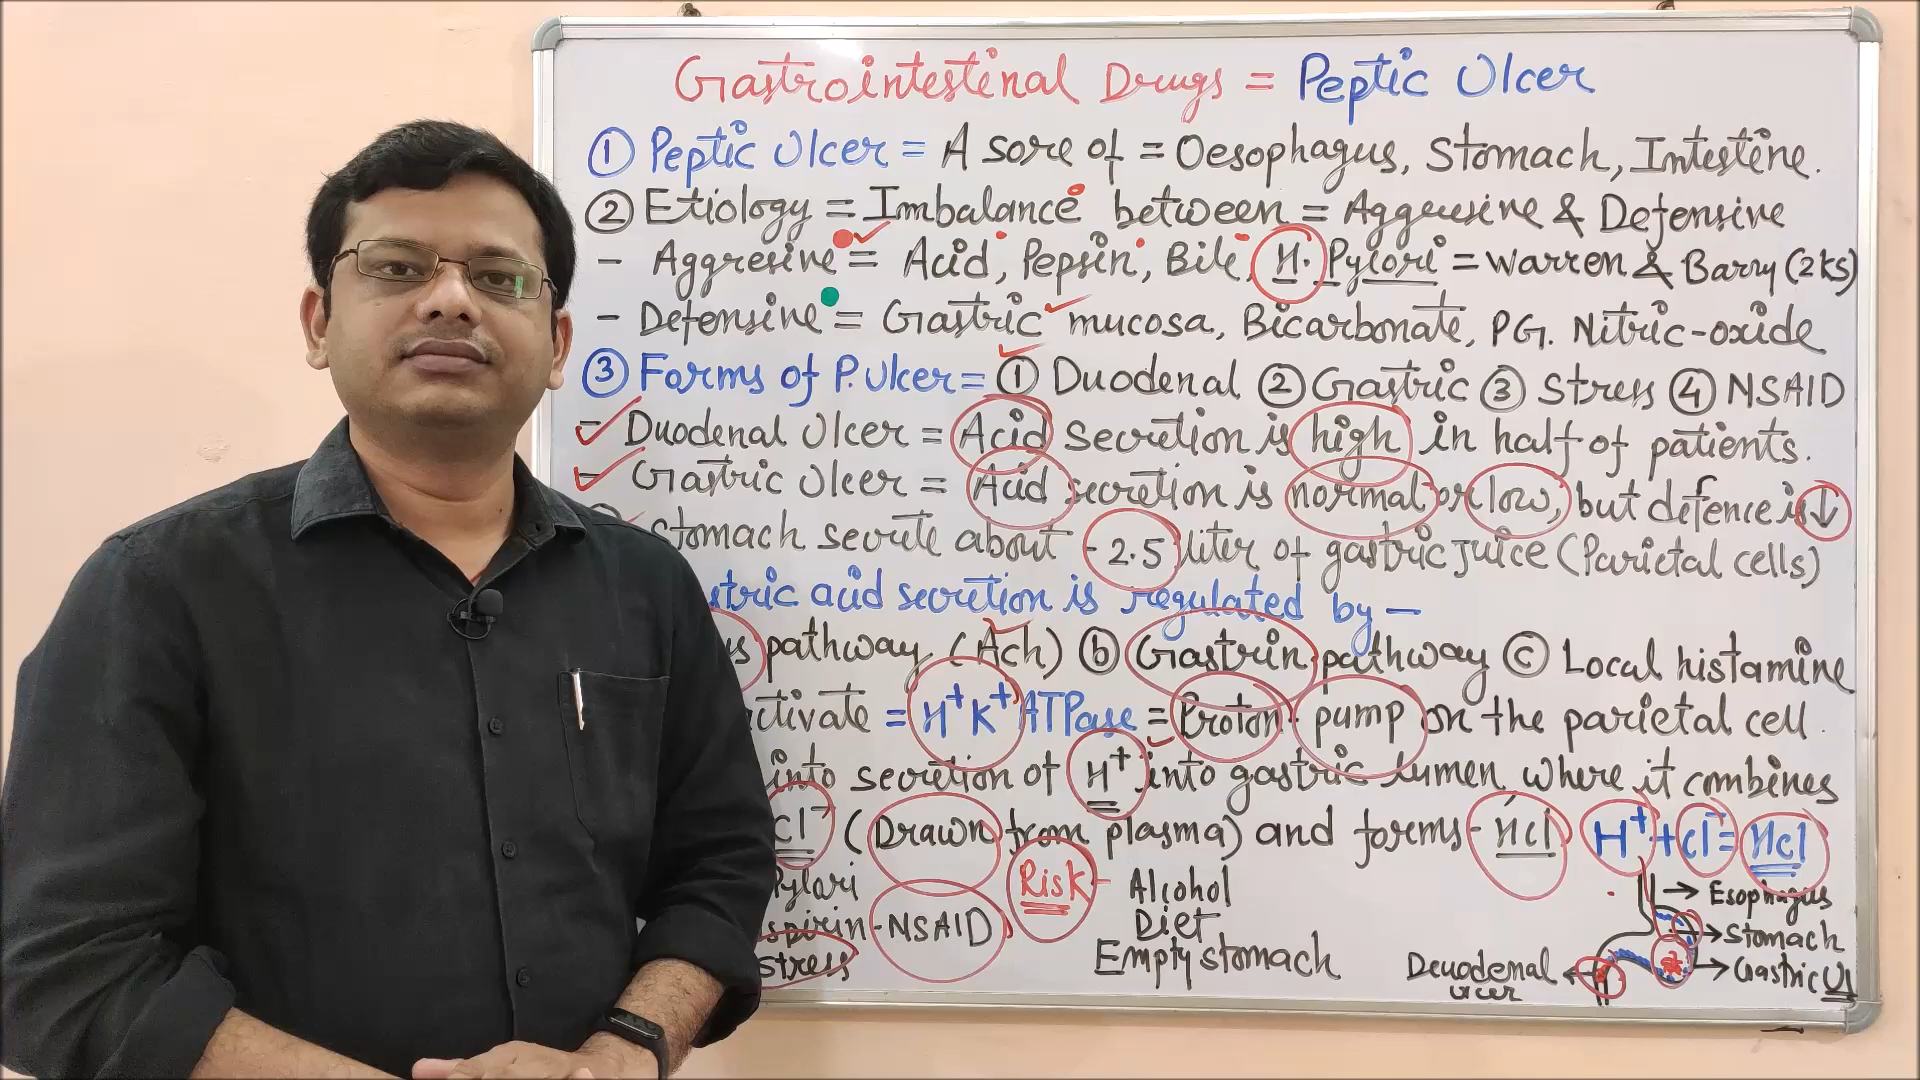 Gastrointestinal Drugs = Peptic Ulcer
① Peptic Ulcer = A sore of = Oesophagus, Stomach, Intestine.
② Etiology = Imbalance between = Aggressive & Defensive
- Aggresive = Acid, Pepsin, Bile, H. Pylori = Warren & Barry (2ks)
- Defensive = Gastric mucosa, Bicarbonate, PG. Nitric-oxide
③ Forms of P. Ulcer = ① Duodenal ② Gastric ③ Stress ④ NSAID
- Duodenal Ulcer = Acid secretion is high in half of patients.
- Gastric Ulcer = Acid secretion is normal or low, but defence is ↓
Stomach secrete about - 2.5 liter of gastric juice (Parietal cells)
stric acid secretion is regulated by -
us pathway (Ach) ⓑ Gastrin pathway ⓒ Local histamine
activate = H+ K+ ATPase = Proton - pump on the parietal cell
into secretion of H+ into gastric lumen where it combines
Cl- (Drawn from plasma) and forms - Hcl H+ + cl- = Hcl
Pylari
spirin - NSAID
stress
Risk - Alcohol
Diet
Empty stomach
→ Esophagus
→ Stomach
→ Gastric Ul
Deuodenal ←
ulcer